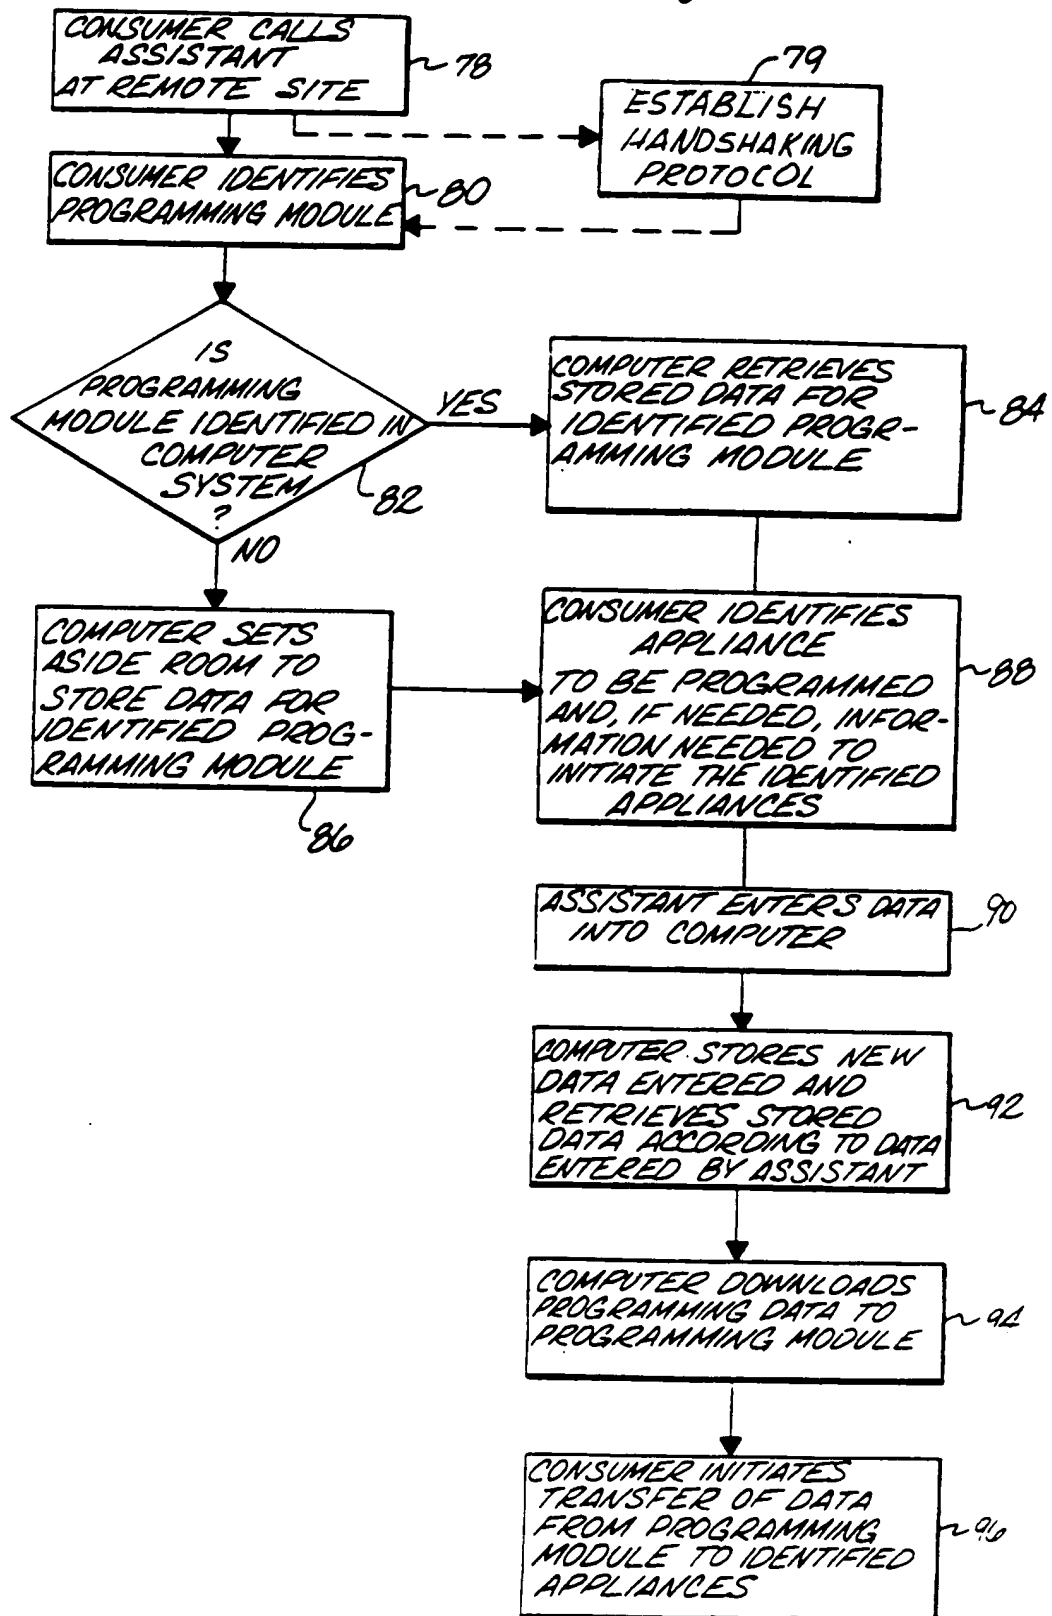 CONSUMER CALLS
ASSISTANT
AT REMOTE SITE
78
79
ESTABLISH
HANDSHAKING
PROTOCOL
CONSUMER IDENTIFIES
PROGRAMMING MODULE
80
IS
PROGRAMMING
MODULE IDENTIFIED IN
COMPUTER
SYSTEM
?
82
YES
NO
COMPUTER RETRIEVES
STORED DATA FOR
IDENTIFIED PROGR-
AMMING MODULE
84
COMPUTER SETS
ASIDE ROOM TO
STORE DATA FOR
IDENTIFIED PROG-
RAMMING MODULE
86
CONSUMER IDENTIFIES
APPLIANCE
TO BE PROGRAMMED
AND, IF NEEDED, INFOR-
MATION NEEDED TO
INITIATE THE IDENTIFIED
APPLIANCES
88
ASSISTANT ENTERS DATA
INTO COMPUTER
90
COMPUTER STORES NEW
DATA ENTERED AND
RETRIEVES STORED
DATA ACCORDING TO DATA
ENTERED BY ASSISTANT
92
COMPUTER DOWNLOADS
PROGRAMMING DATA TO
PROGRAMMING MODULE
94
CONSUMER INITIATES
TRANSFER OF DATA
FROM PROGRAMMING
MODULE TO IDENTIFIED
APPLIANCES
96